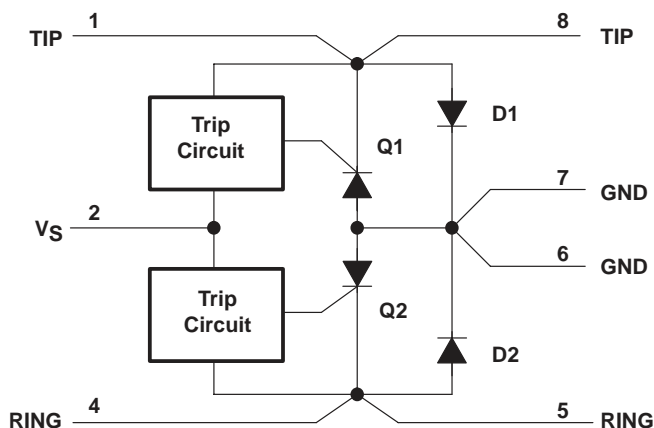 1
8
TIP
TIP
Trip
Circuit
D1
Q1
7
GND
2
VS
6
GND
Trip
Circuit
Q2
D2
RING
4
5
RING